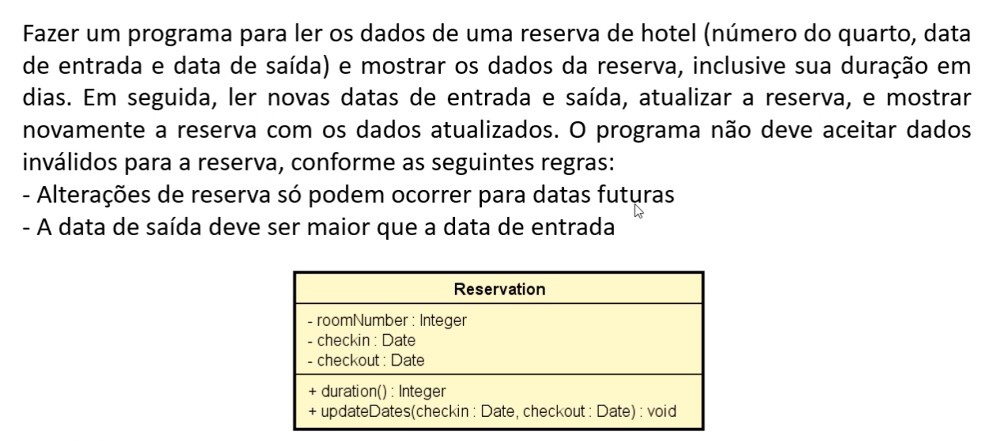 Fazer um programa para ler os dados de uma reserva de hotel (número do quarto, data
de entrada e data de saída) e mostrar os dados da reserva, inclusive sua duração em
dias. Em seguida, ler novas datas de entrada e saída, atualizar a reserva, e mostrar
novamente a reserva com os dados atualizados. O programa não deve aceitar dados
inválidos para a reserva, conforme as seguintes regras:
- Alterações de reserva só podem ocorrer para datas futuras
- A data de saída deve ser maior que a data de entrada
Reservation
- roomNumber : Integer
- checkin : Date
- checkout : Date
+ duration() : Integer
+ updateDates(checkin : Date, checkout : Date) : void